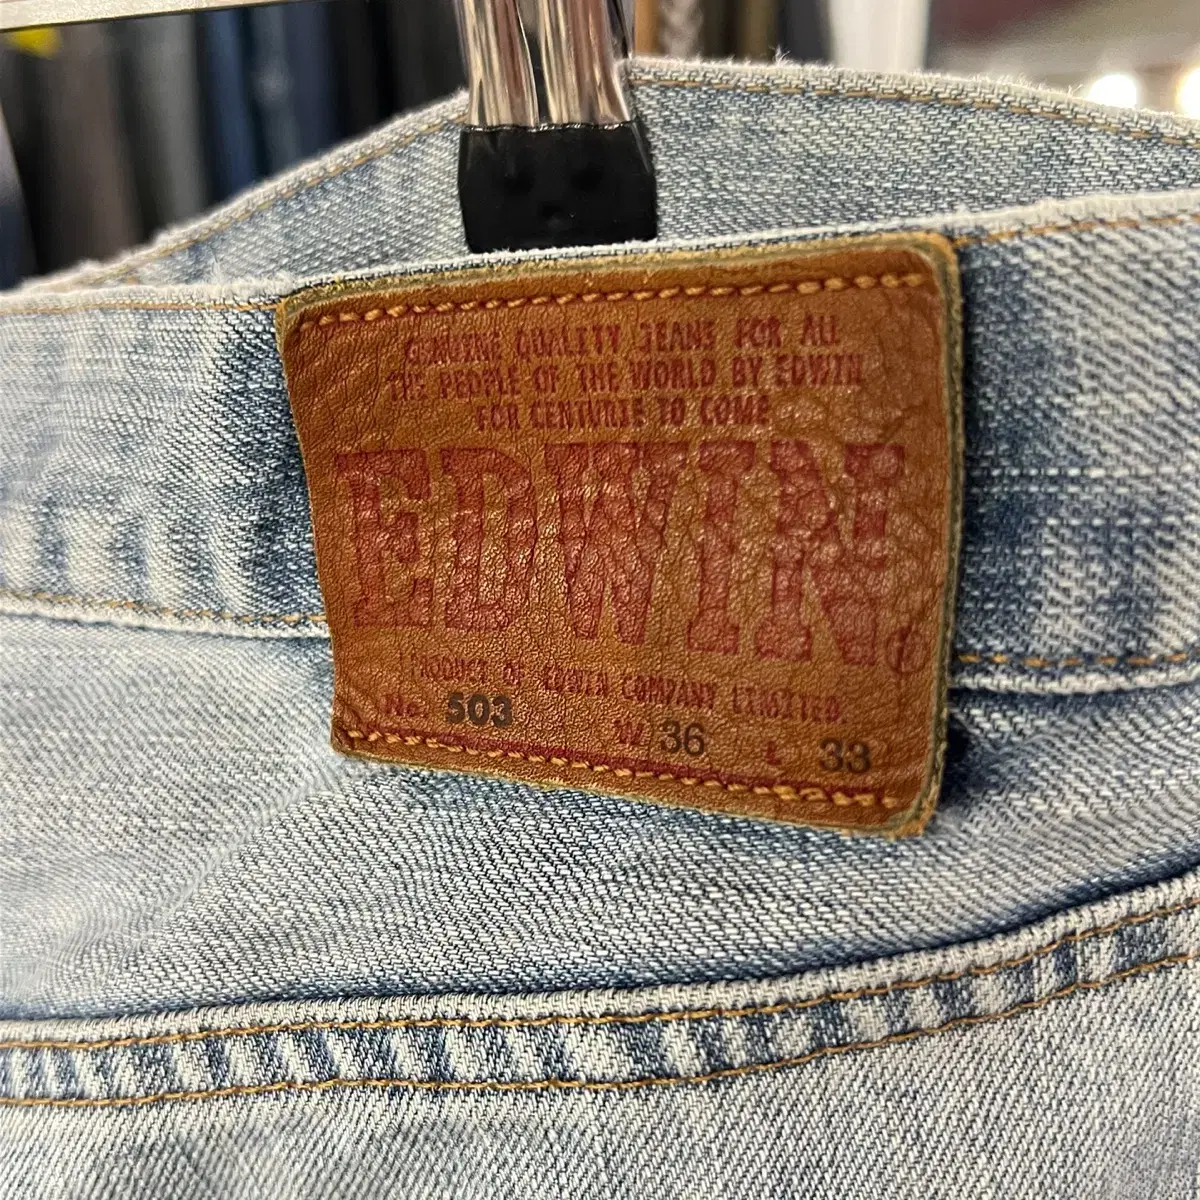 GENUINE QUALITY JEANS FOR ALL
THE PEOPLE OF THE WORLD BY EDWIN
FOR CENTURIE TO COME
EDWIN®
PRODUCT OF EDWIN COMPANY LIMITED.
No. 503 W 36 L 33